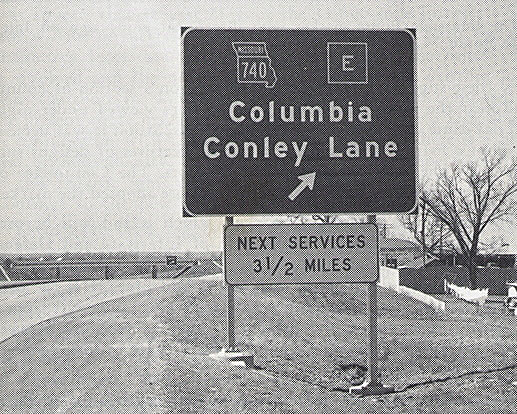 MISSOURI
740
E
Columbia
Conley Lane
NEXT SERVICES
3 1/2 MILES